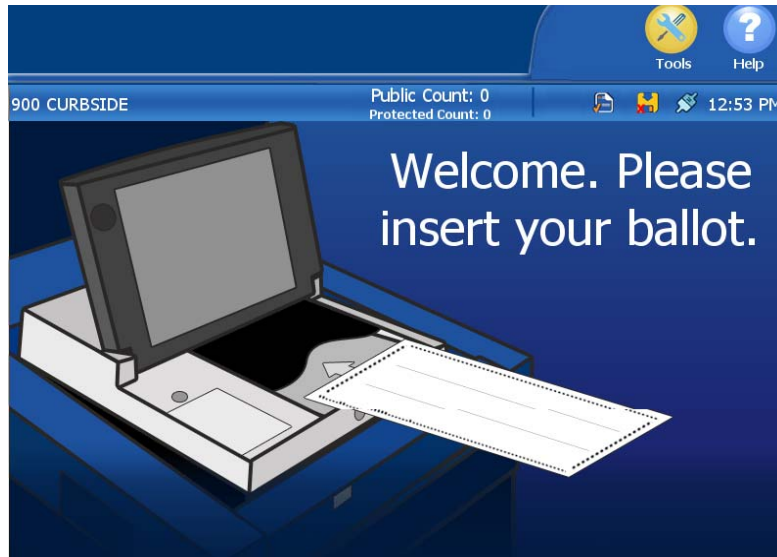 Tools
?
Help
900 CURBSIDE
Public Count: 0
Protected Count: 0
12:53 PM
Welcome. Please
insert your ballot.